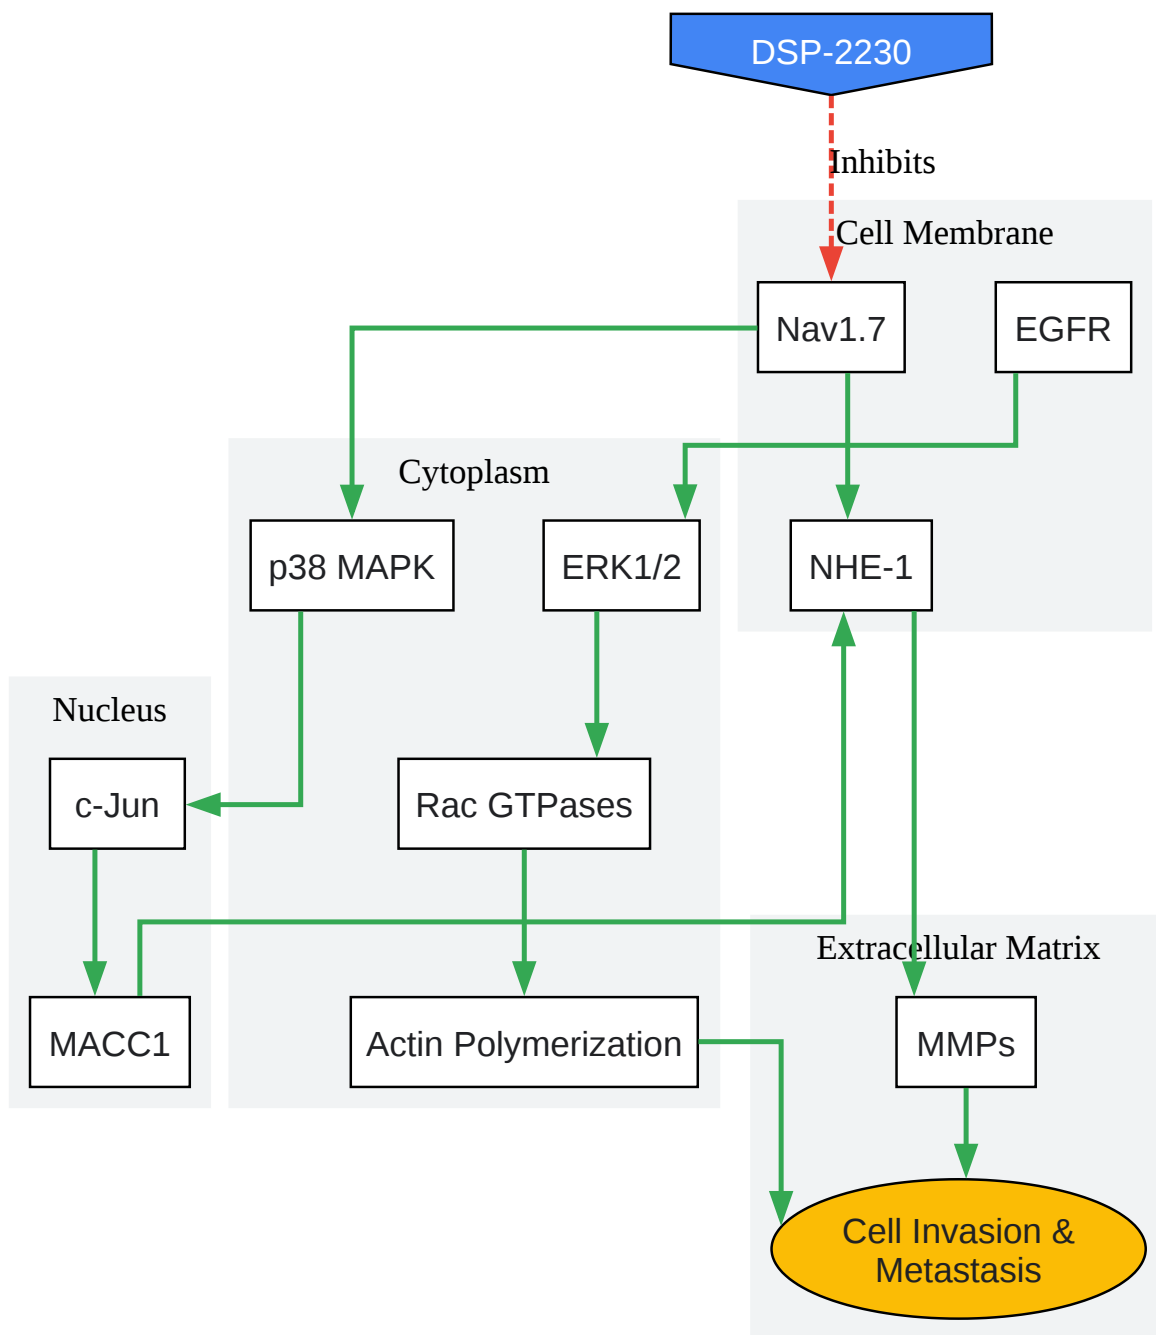 DSP-2230
Inhibits
Cell Membrane
Nav1.7
EGFR
Cytoplasm
p38 MAPK
ERK1/2
NHE-1
Nucleus
c-Jun
Rac GTPases
Extracellular Matrix
MACC1
Actin Polymerization
MMPs
Cell Invasion &
Metastasis